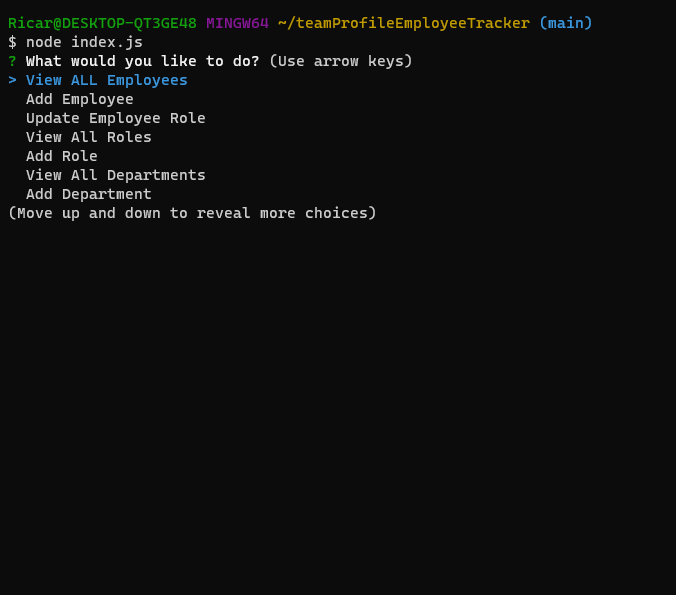 Ricar@DESKTOP-QT3GE48 MINGW64 ~/teamProfileEmployeeTracker (main)
$ node index.js
? What would you like to do? (Use arrow keys)
> View ALL Employees
Add Employee
Update Employee Role
View All Roles
Add Role
View All Departments
Add Department
(Move up and down to reveal more choices)